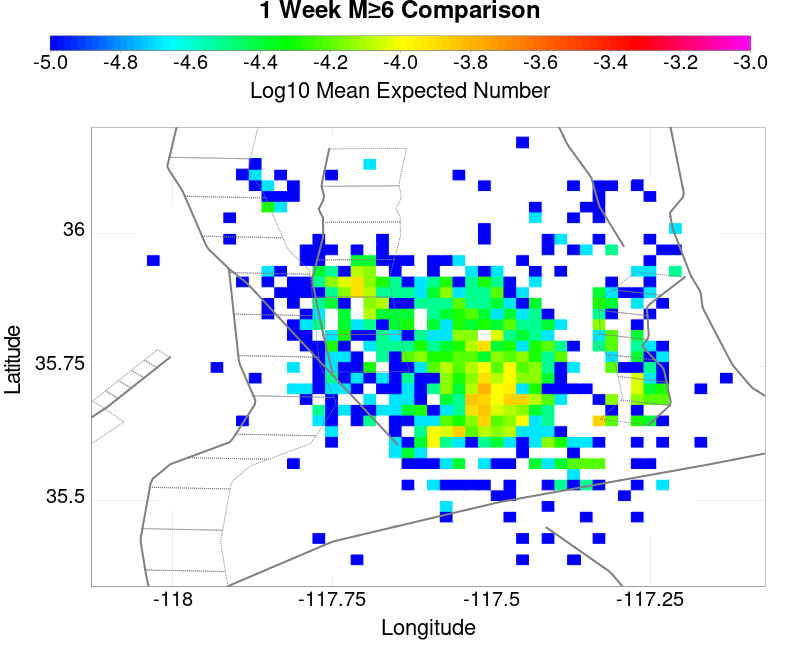 1 Week M≥6 Comparison
-5.0 -4.8 -4.6 -4.4 -4.2 -4.0 -3.8 -3.6 -3.4 -3.2 -3.0
Log10 Mean Expected Number
36
35.75
35.5
Latitude
-118 -117.75 -117.5 -117.25
Longitude